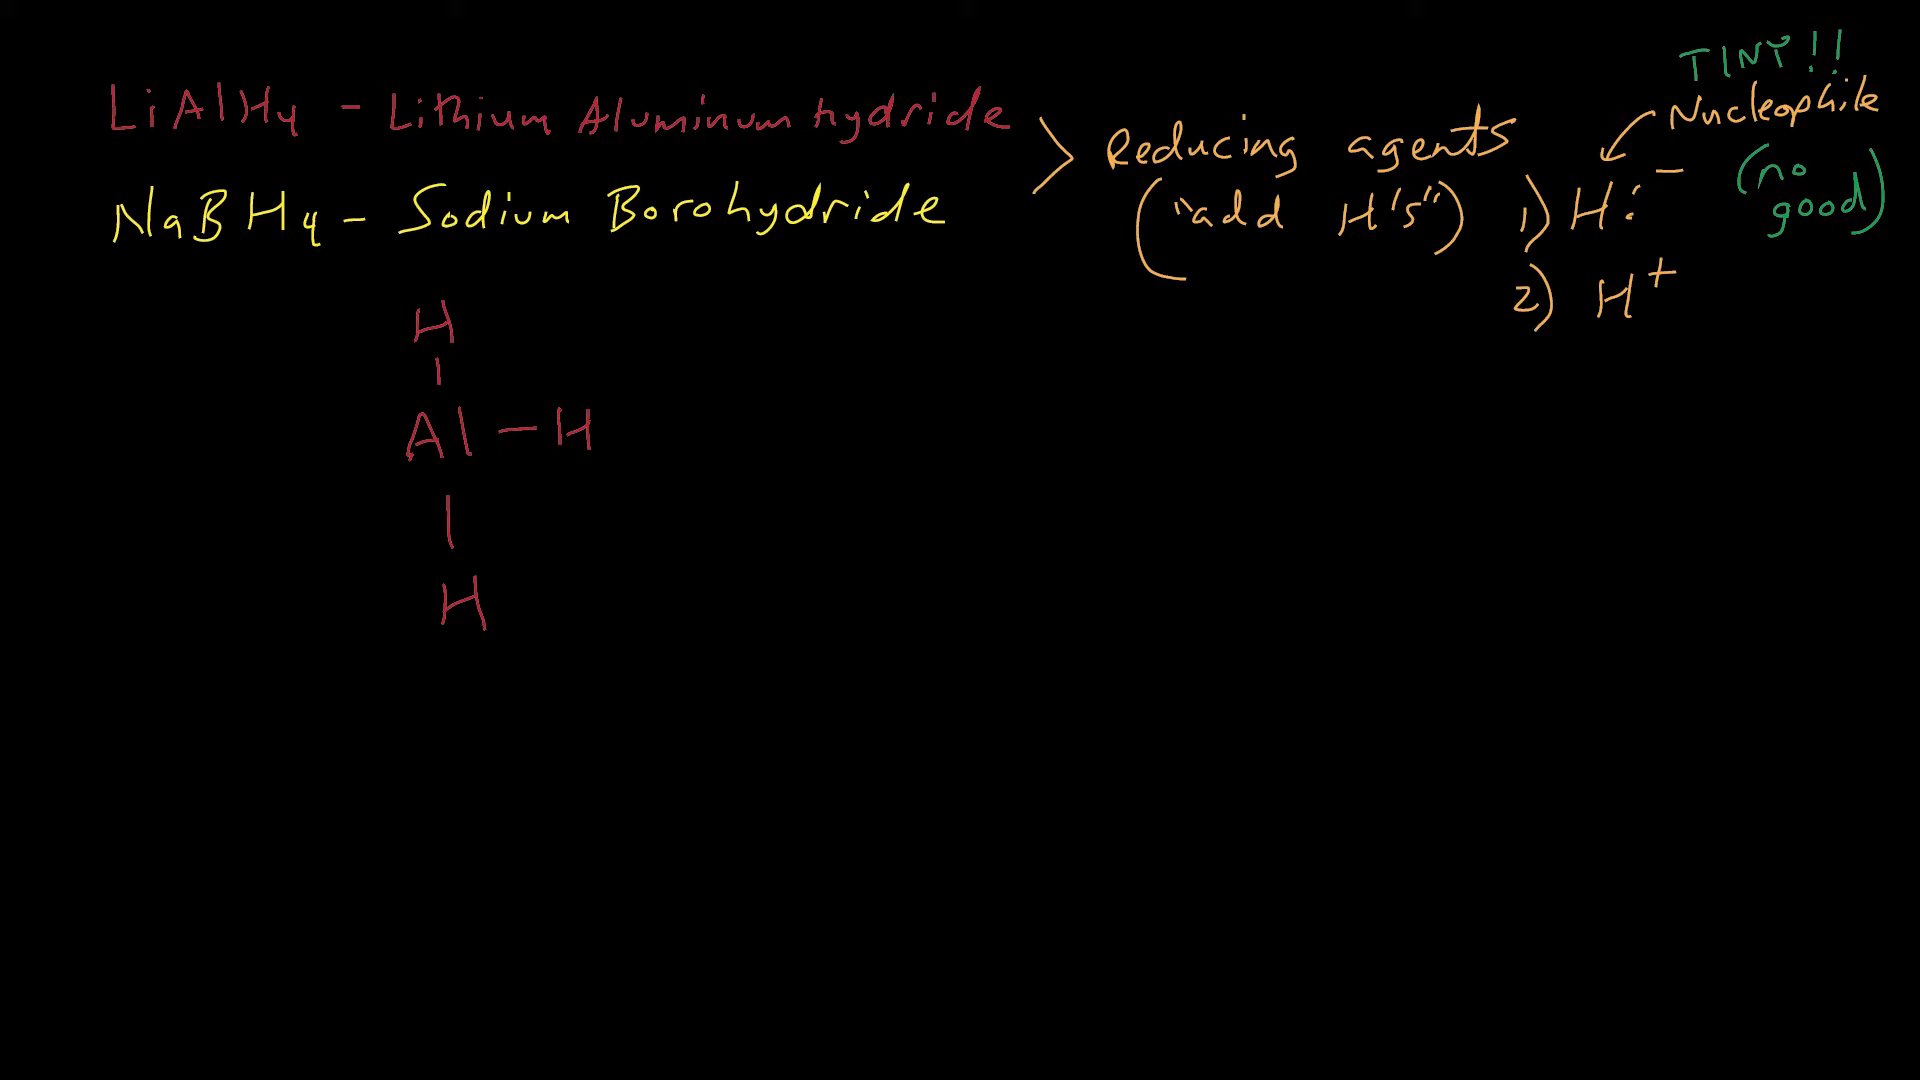 LiAlH4 - Lithium Aluminum hydride
NaBH4 - Sodium Borohydride
Reducing agents
("add H's")
TINY!!
Nucleophile
1) H:⁻
(no good)
2) H⁺
H
Al - H
H